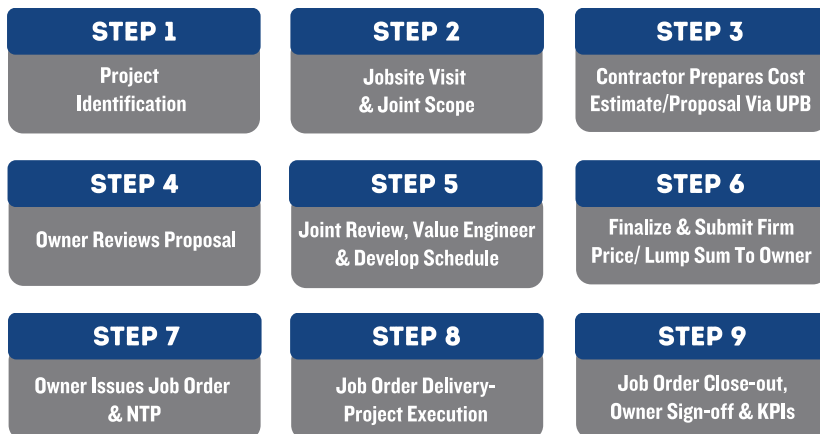 STEP 1
Project
Identification
STEP 2
Jobsite Visit
& Joint Scope
STEP 3
Contractor Prepares Cost
Estimate/Proposal Via UPB
STEP 4
Owner Reviews Proposal
STEP 5
Joint Review, Value Engineer
& Develop Schedule
STEP 6
Finalize & Submit Firm
Price/ Lump Sum To Owner
STEP 7
Owner Issues Job Order
& NTP
STEP 8
Job Order Delivery-
Project Execution
STEP 9
Job Order Close-out,
Owner Sign-off & KPIs